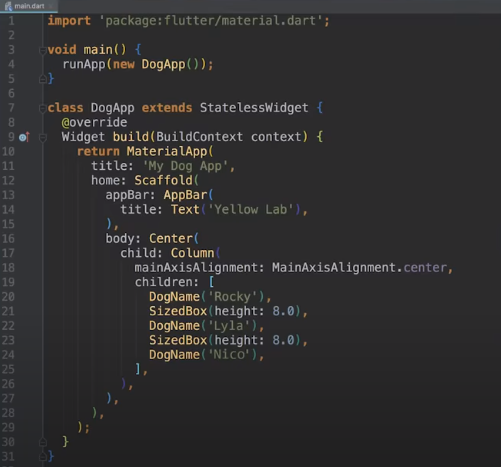 main.dart
1 import 'package:flutter/material.dart';
2
3 void main() {
4   runApp(new DogApp());
5 }
6
7 class DogApp extends StatelessWidget {
8   @override
9   Widget build(BuildContext context) {
10     return MaterialApp(
11       title: 'My Dog App',
12       home: Scaffold(
13         appBar: AppBar(
14           title: Text('Yellow Lab'),
15         ),
16         body: Center(
17           child: Column(
18             mainAxisAlignment: MainAxisAlignment.center,
19             children: [
20               DogName('Rocky'),
21               SizedBox(height: 8.0),
22               DogName('Lyla'),
23               SizedBox(height: 8.0),
24               DogName('Nico'),
25             ],
26           ),
27         ),
28       ),
29     );
30   }
31 }